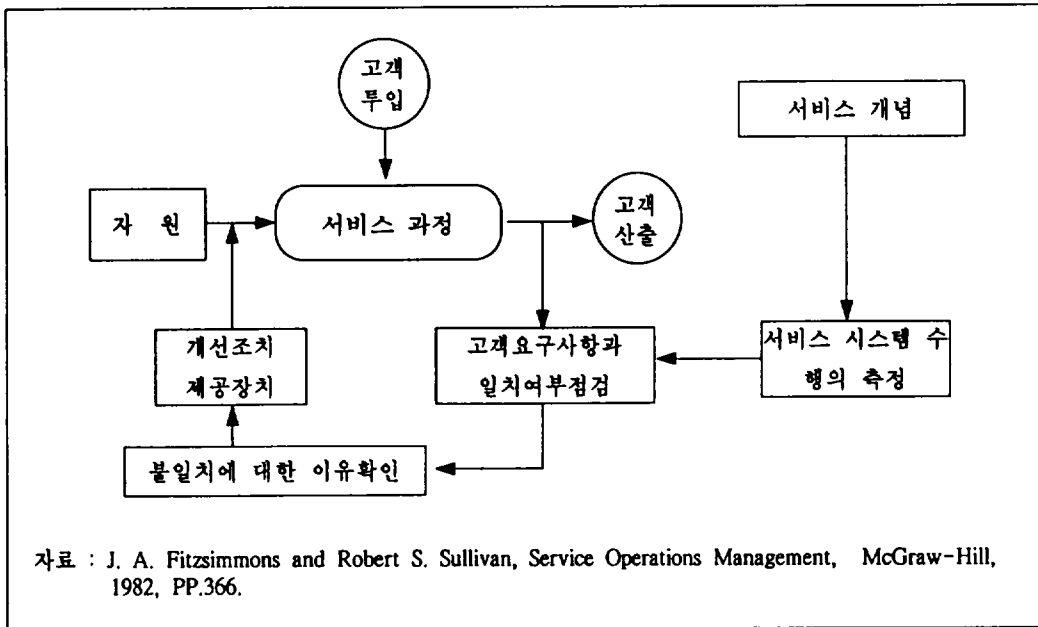 고객
투입
서비스 개념
자 원
서비스 과정
고객
산출
개선조치
제공장치
고객요구사항과
일치여부점검
서비스 시스템 수
행의 측정
불일치에 대한 이유확인
자료 : J. A. Fitzsimmons and Robert S. Sullivan, Service Operations Management, McGraw-Hill,
1982, PP.366.